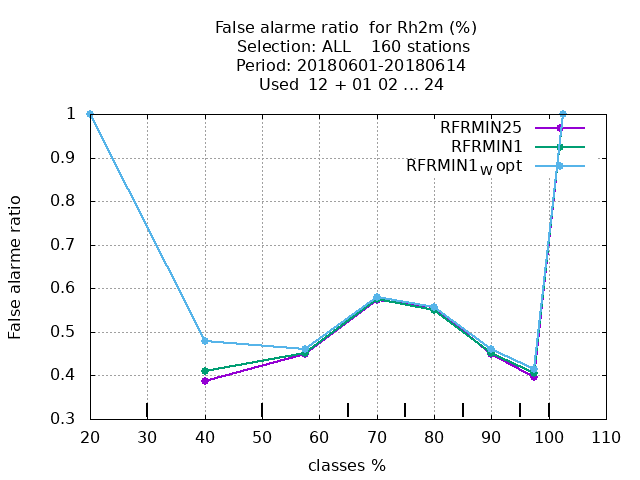 False alarme ratio  for Rh2m (%)
Selection: ALL    160 stations
Period: 20180601-20180614
Used  12 + 01 02 ... 24
RFRMIN25
RFRMIN1
RFRMIN1w opt
False alarme ratio
1
0.9
0.8
0.7
0.6
0.5
0.4
0.3
20 30 40 50 60 70 80 90 100 110
classes %